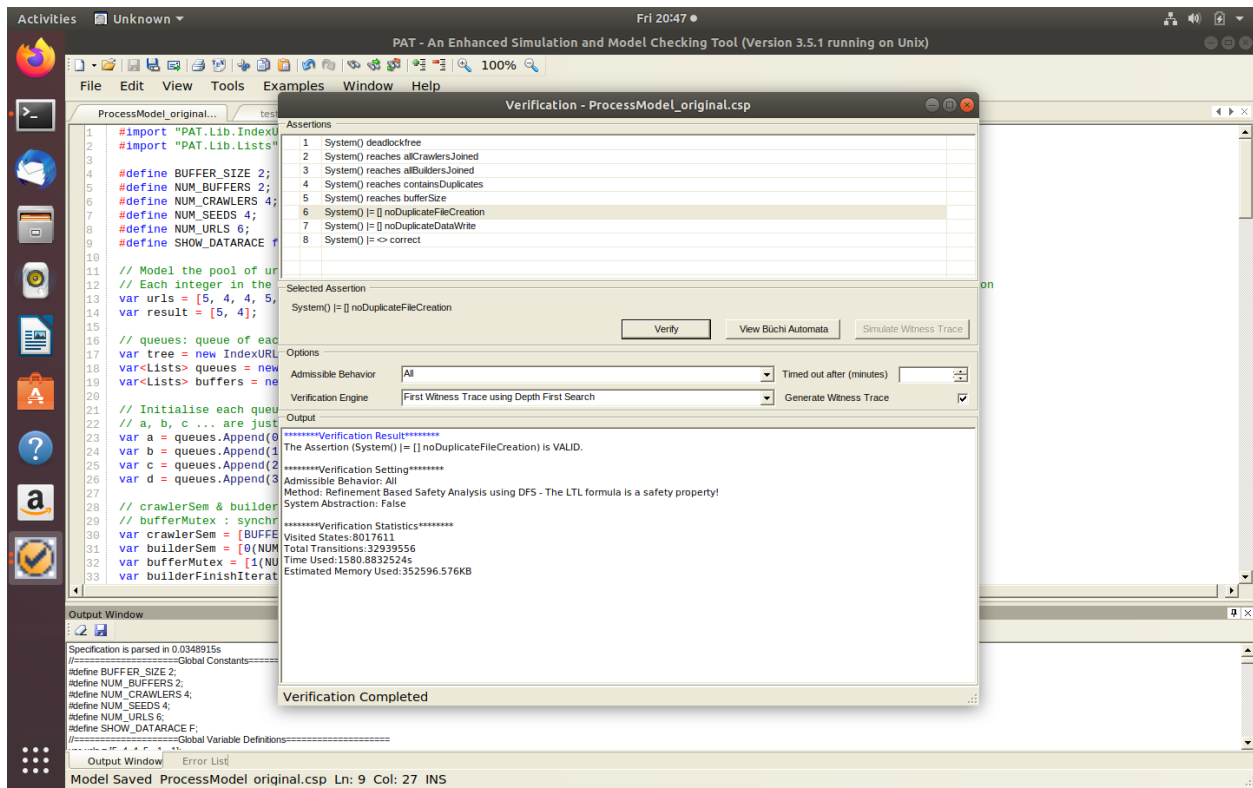 Activities Unknown Fri 20:47
PAT - An Enhanced Simulation and Model Checking Tool (Version 3.5.1 running on Unix)
100%
File Edit View Tools Examples Window Help
ProcessModel_original... test
Verification - ProcessModel_original.csp
1 #import "PAT.Lib.IndexU
2 #import "PAT.Lib.Lists"
3
4 #define BUFFER_SIZE 2;
5 #define NUM_BUFFERS 2;
6 #define NUM_CRAWLERS 4;
7 #define NUM_SEEDS 4;
8 #define NUM_URLS 6;
9 #define SHOW_DATARACE f
10
11 // Model the pool of ur
12 // Each integer in the on
13 var urls = [5, 4, 4, 5,
14 var result = [5, 4];
15
16 // queues: queue of eac
17 var tree = new IndexURL
18 var<Lists> queues = new
19 var<Lists> buffers = ne
20
21 // Initialise each queu
22 // a, b, c ... are just
23 var a = queues.Append(0
24 var b = queues.Append(1
25 var c = queues.Append(2
26 var d = queues.Append(3
27
28 // crawlerSem & builder
29 // bufferMutex : synchr
30 var crawlerSem = [BUFFE
31 var builderSem = [0(NUM
32 var bufferMutex = [1(NU
33 var builderFinishIterat
Assertions
1 System() deadlockfree
2 System() reaches allCrawlersJoined
3 System() reaches allBuildersJoined
4 System() reaches containsDuplicates
5 System() reaches bufferSize
6 System() |= [] noDuplicateFileCreation
7 System() |= [] noDuplicateDataWrite
8 System() |= <> correct
Selected Assertion
System() |= [] noDuplicateFileCreation
Verify View Büchi Automata Simulate Witness Trace
Options
Admissible Behavior All Timed out after (minutes)
Verification Engine First Witness Trace using Depth First Search Generate Witness Trace
Output
********Verification Result********
The Assertion (System() |= [] noDuplicateFileCreation) is VALID.
********Verification Setting********
Admissible Behavior: All
Method: Refinement Based Safety Analysis using DFS - The LTL formula is a safety property!
System Abstraction: False
********Verification Statistics********
Visited States:8017611
Total Transitions:32939556
Time Used:1580.8832524s
Estimated Memory Used:352596.576KB
Verification Completed
Output Window
Specification is parsed in 0.0348915s
//====================Global Constants======
#define BUFFER_SIZE 2;
#define NUM_BUFFERS 2;
#define NUM_CRAWLERS 4;
#define NUM_SEEDS 4;
#define NUM_URLS 6;
#define SHOW_DATARACE F;
//====================Global Variable Definitions====================
Output Window Error List
Model Saved ProcessModel_original.csp Ln: 9 Col: 27 INS